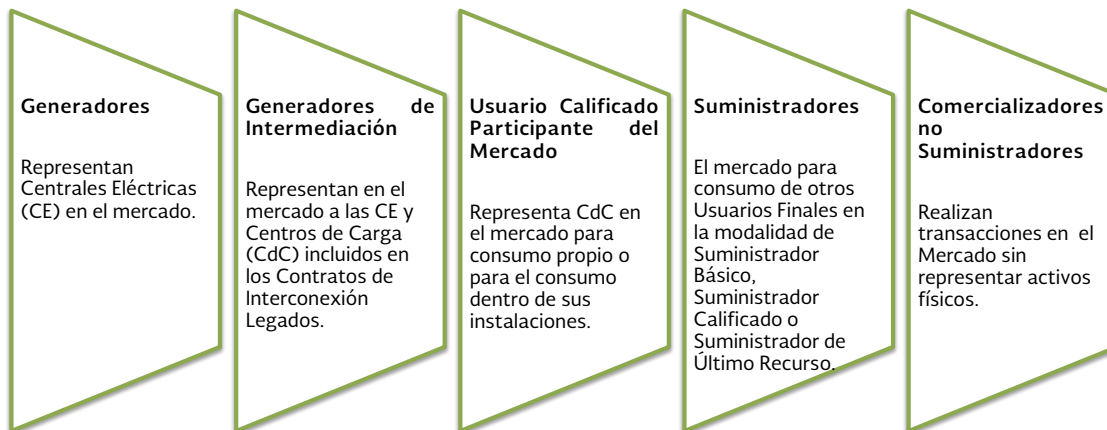 Generadores
Representan
Centrales Eléctricas
(CE) en el mercado.
Generadores de
Intermediación
Representan en el
mercado a las CE y
Centros de Carga
(CdC) incluidos en
los Contratos de
Interconexión
Legados.
Usuario Calificado
Participante del
Mercado
Representa CdC en
el mercado para
consumo propio o
para el consumo
dentro de sus
instalaciones.
Suministradores
El mercado para
consumo de otros
Usuarios Finales en
la modalidad de
Suministrador
Básico,
Suministrador
Calificado o
Suministrador de
Último Recurso.
Comercializadores
no
Suministradores
Realizan
transacciones en el
Mercado sin
representar activos
físicos.